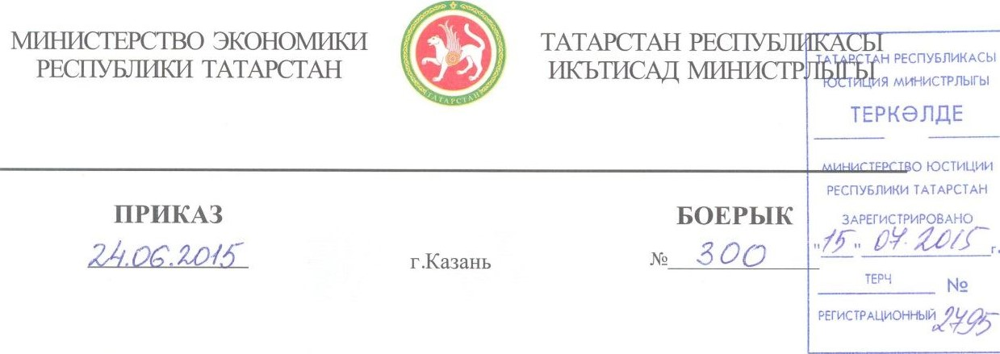 МИНИСТЕРСТВО ЭКОНОМИКИ
РЕСПУБЛИКИ ТАТАРСТАН
ТАТАРСТАН
ТАТАРСТАН РЕСПУБЛИКАСЫ
ИКЪТИСАД МИНИСТРЛЫГЫ
ПРИКАЗ
24.06.2015
г.Казань
БОЕРЫК
№ 300
ТАТАРСТАН РЕСПУБЛИКАСЫ
ЮСТИЦИЯ МИНИСТРЛЫГЫ
ТЕРКӘЛДЕ
МИНИСТЕРСТВО ЮСТИЦИИ
РЕСПУБЛИКИ ТАТАРСТАН
ЗАРЕГИСТРИРОВАНО
"15" 07.2015 г.
ТЕРЧ №
РЕГИСТРАЦИОННЫЙ 2795